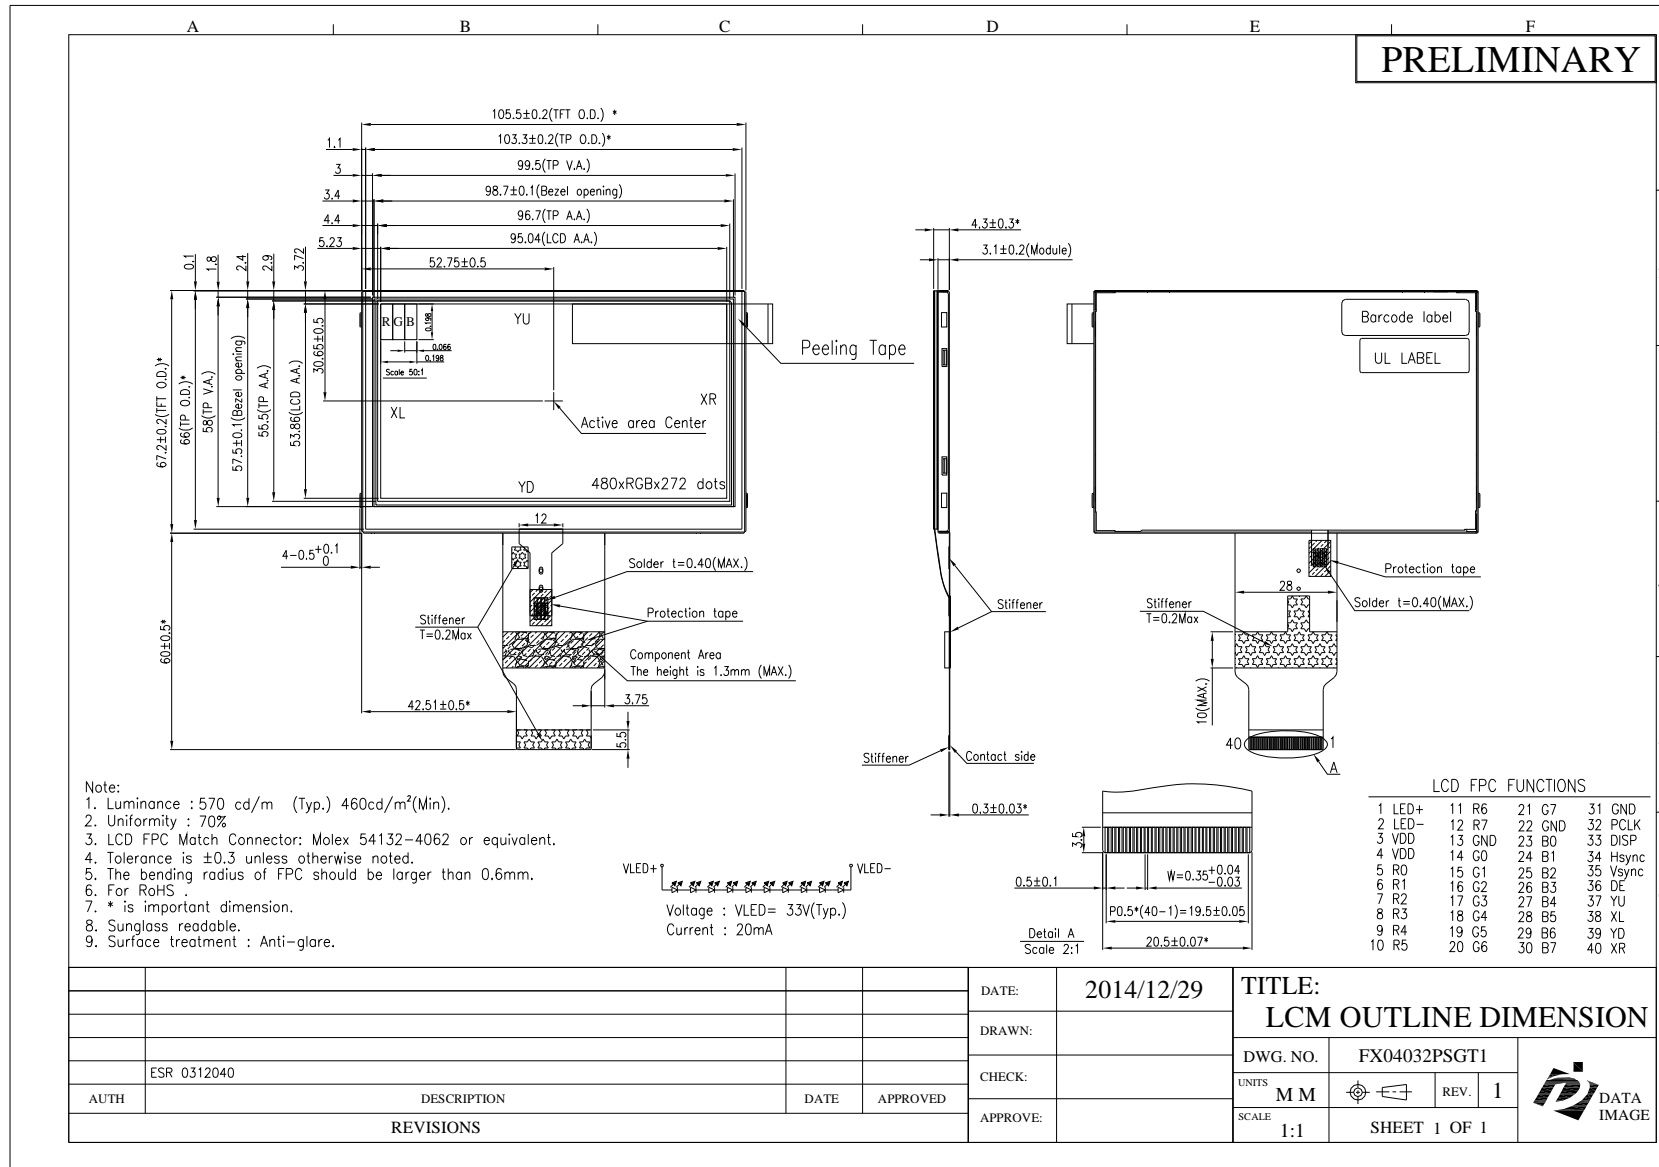 A B C D E F
PRELIMINARY
105.5±0.2(TFT O.D.) *
103.3±0.2(TP O.D.)*
1.1
99.5(TP V.A.)
3
98.7±0.1(Bezel opening)
3.4
96.7(TP A.A.)
4.4
95.04(LCD A.A.)
5.23
52.75±0.5
0.1
1.8
2.4
2.9
3.72
67.2±0.2(TFT O.D.)*
66(TP O.D.)*
58(TP V.A.)
57.5±0.1(Bezel opening)
55.5(TP A.A.)
53.86(LCD A.A.)
30.65±0.5
R G B
0.198
0.066
0.198
Scale 50:1
YU
XL
XR
YD
Active area Center
480xRGBx272 dots
Peeling Tape
12
4-0.5+0.1 0
60±0.5*
Solder t=0.40(MAX.)
Protection tape
Stiffener
T=0.2Max
Component Area
The height is 1.3mm (MAX.)
42.51±0.5*
3.75
5.5
4.3±0.3*
3.1±0.2(Module)
Stiffener
Stiffener
Contact side
0.3±0.03*
Barcode label
UL LABEL
Protection tape
28
Solder t=0.40(MAX.)
Stiffener
T=0.2Max
10(MAX.)
40
1
A
Note:
1. Luminance : 570 cd/m (Typ.) 460cd/m²(Min).
2. Uniformity : 70%
3. LCD FPC Match Connector: Molex 54132-4062 or equivalent.
4. Tolerance is ±0.3 unless otherwise noted.
5. The bending radius of FPC should be larger than 0.6mm.
6. For RoHS .
7. * is important dimension.
8. Sunglass readable.
9. Surface treatment : Anti-glare.
VLED+
VLED-
Voltage : VLED= 33V(Typ.)
Current : 20mA
3.5
0.5±0.1
W=0.35+0.04 -0.03
P0.5*(40-1)=19.5±0.05
20.5±0.07*
Detail A
Scale 2:1
LCD FPC FUNCTIONS
1 LED+ 11 R6 21 G7 31 GND
2 LED- 12 R7 22 GND 32 PCLK
3 VDD 13 GND 23 B0 33 DISP
4 VDD 14 G0 24 B1 34 Hsync
5 R0 15 G1 25 B2 35 Vsync
6 R1 16 G2 26 B3 36 DE
7 R2 17 G3 27 B4 37 YU
8 R3 18 G4 28 B5 38 XL
9 R4 19 G5 29 B6 39 YD
10 R5 20 G6 30 B7 40 XR
ESR 0312040
AUTH DESCRIPTION DATE APPROVED
REVISIONS
DATE: 2014/12/29
DRAWN:
CHECK:
APPROVE:
TITLE:
LCM OUTLINE DIMENSION
DWG. NO. FX04032PSGT1
UNITS M M
REV. 1
SCALE 1:1
SHEET 1 OF 1
DATA
IMAGE